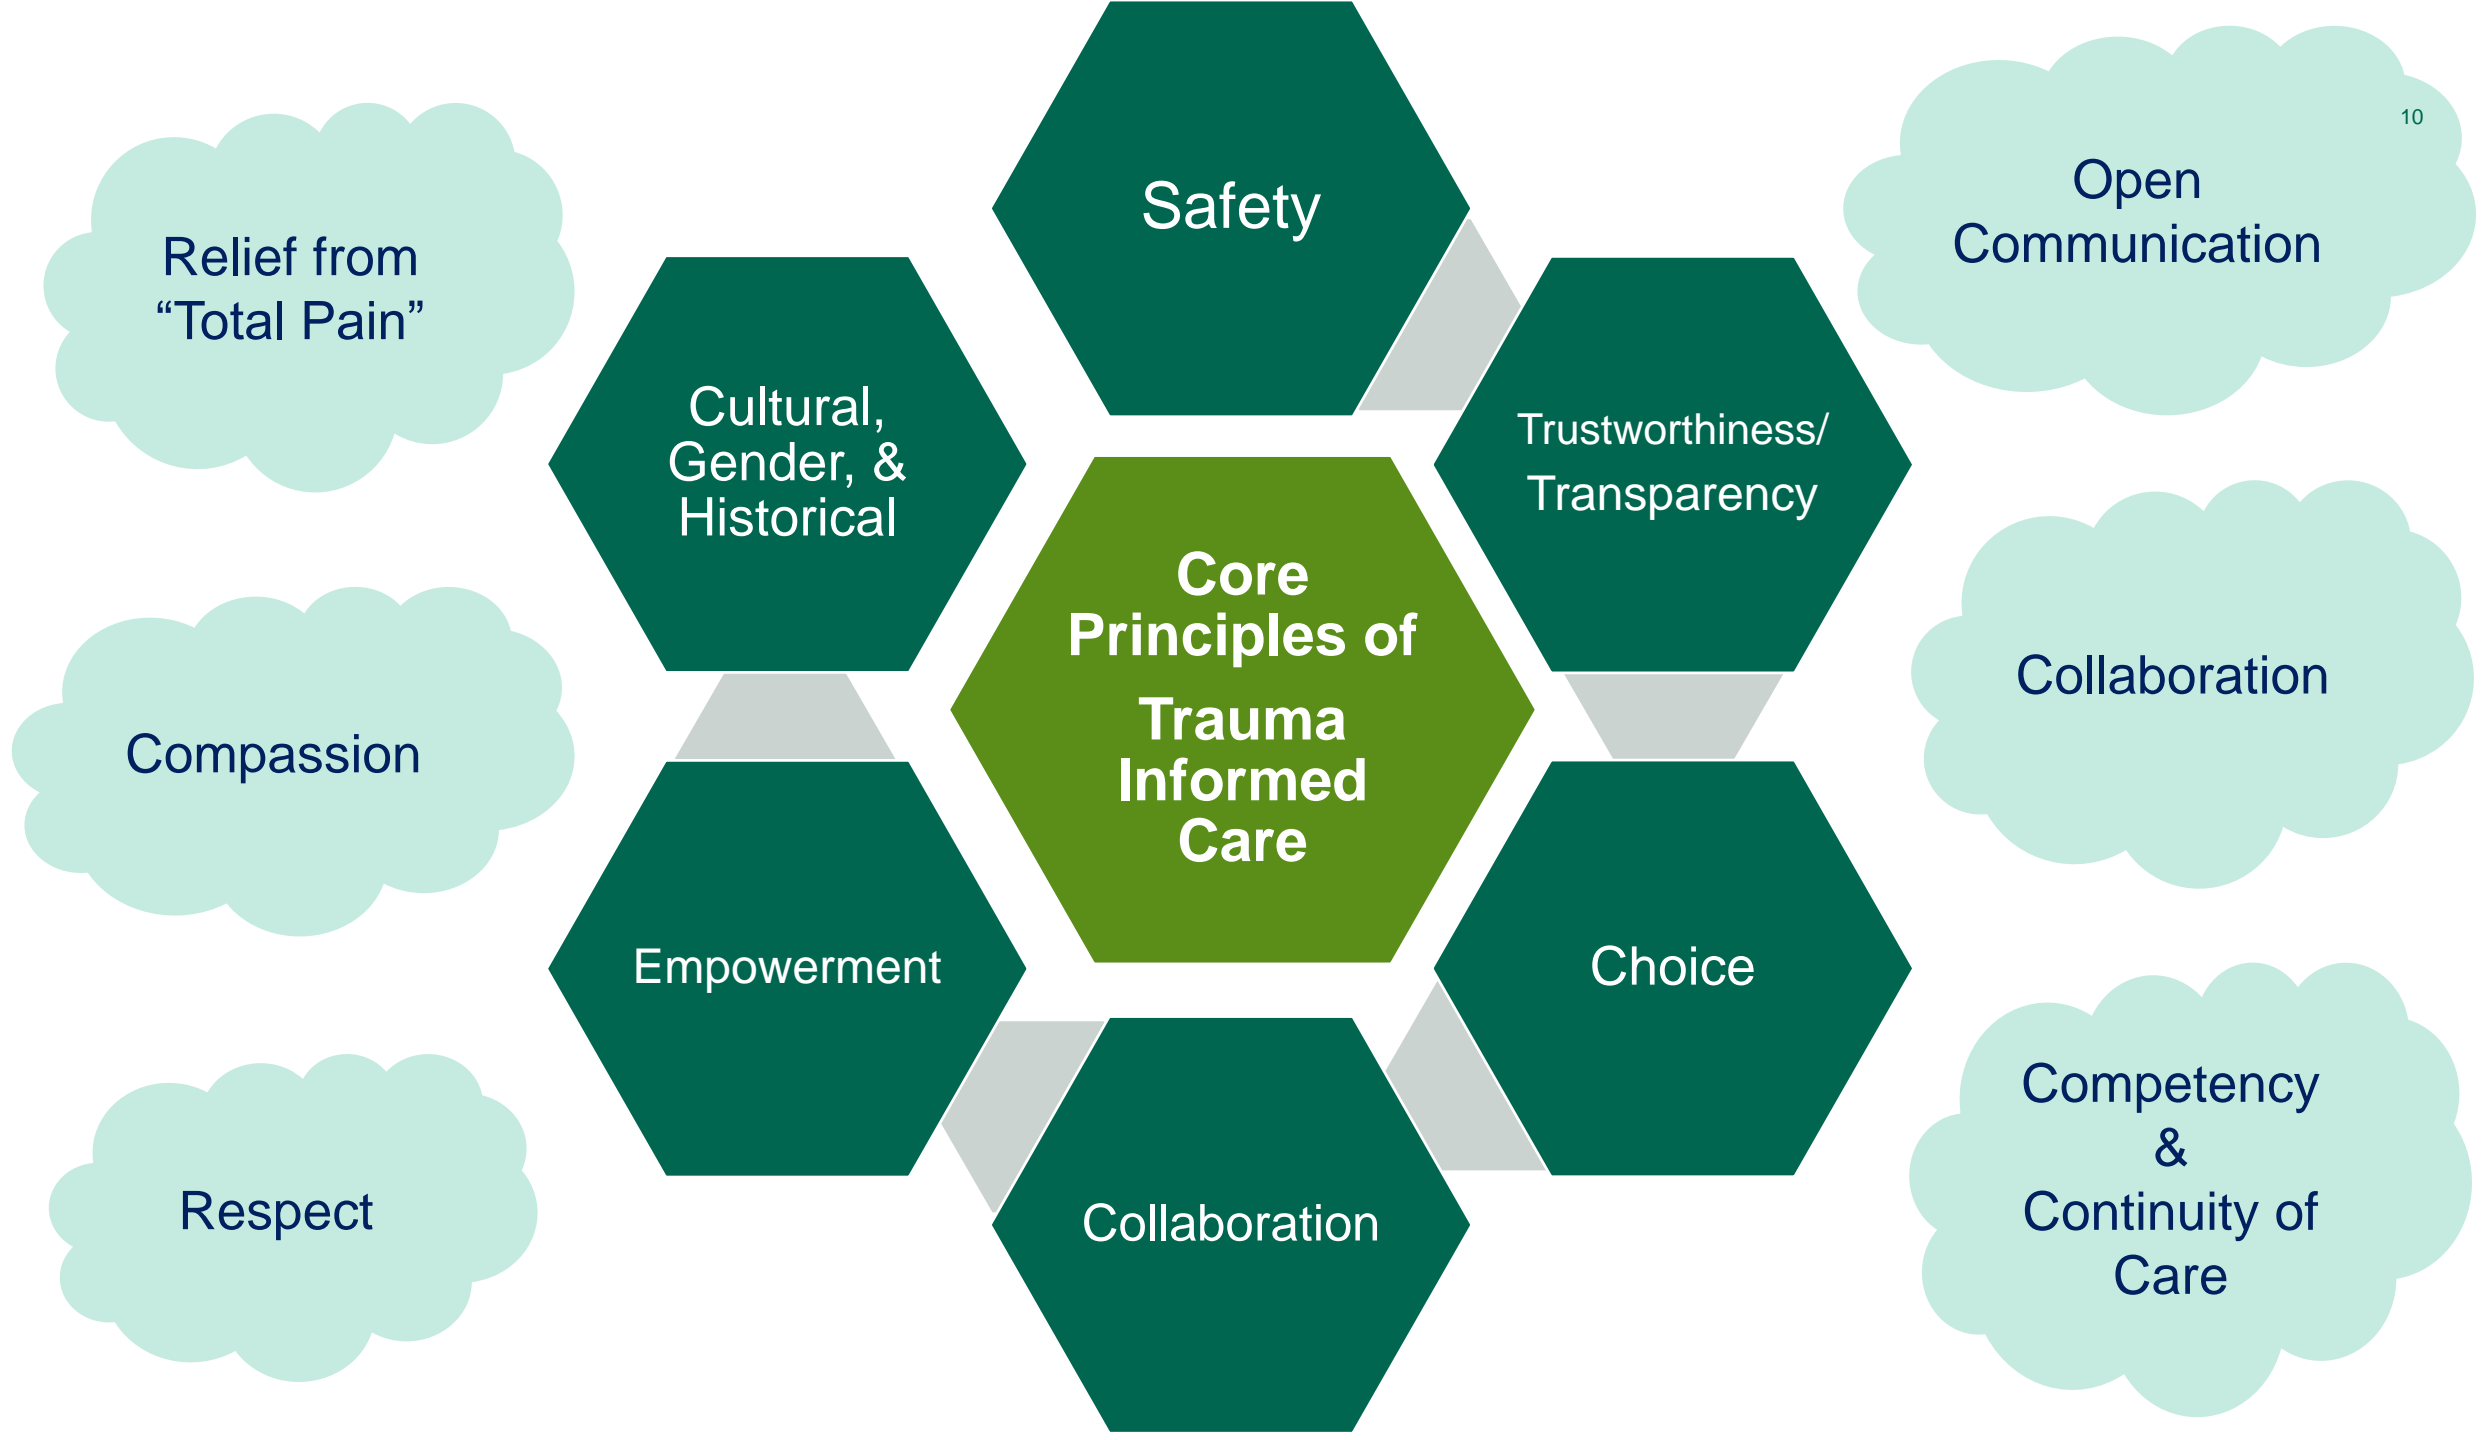 10
Safety
Trustworthiness/
Transparency
Choice
Collaboration
Empowerment
Cultural,
Gender, &
Historical
Core
Principles of
Trauma
Informed
Care
Relief from
“Total Pain”
Compassion
Respect
Open
Communication
Collaboration
Competency
&
Continuity of
Care